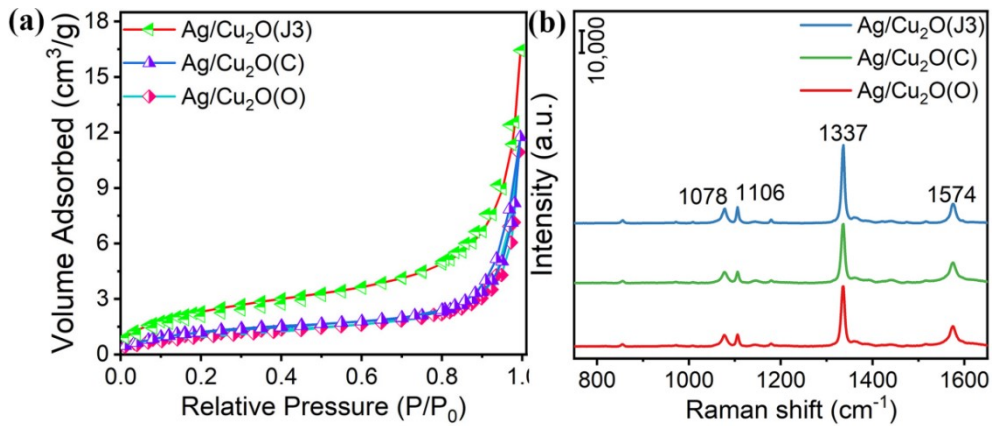 (a)
Ag/Cu₂O(J3)
Ag/Cu₂O(C)
Ag/Cu₂O(O)
Volume Adsorbed (cm³/g)
18
15
12
9
6
3
0
0.0 0.2 0.4 0.6 0.8 1.0
Relative Pressure (P/P₀)
(b)
10,000
Ag/Cu₂O(J3)
Ag/Cu₂O(C)
Ag/Cu₂O(O)
Intensity (a.u.)
1337
1078 1106 1574
800 1000 1200 1400 1600
Raman shift (cm⁻¹)